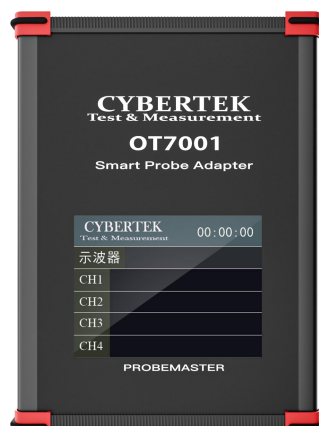 CYBERTEK
Test & Measurement
OT7001
Smart Probe Adapter
CYBERTEK 00:00:00
Test & Measurement
示波器
CH1
CH2
CH3
CH4
PROBEMASTER